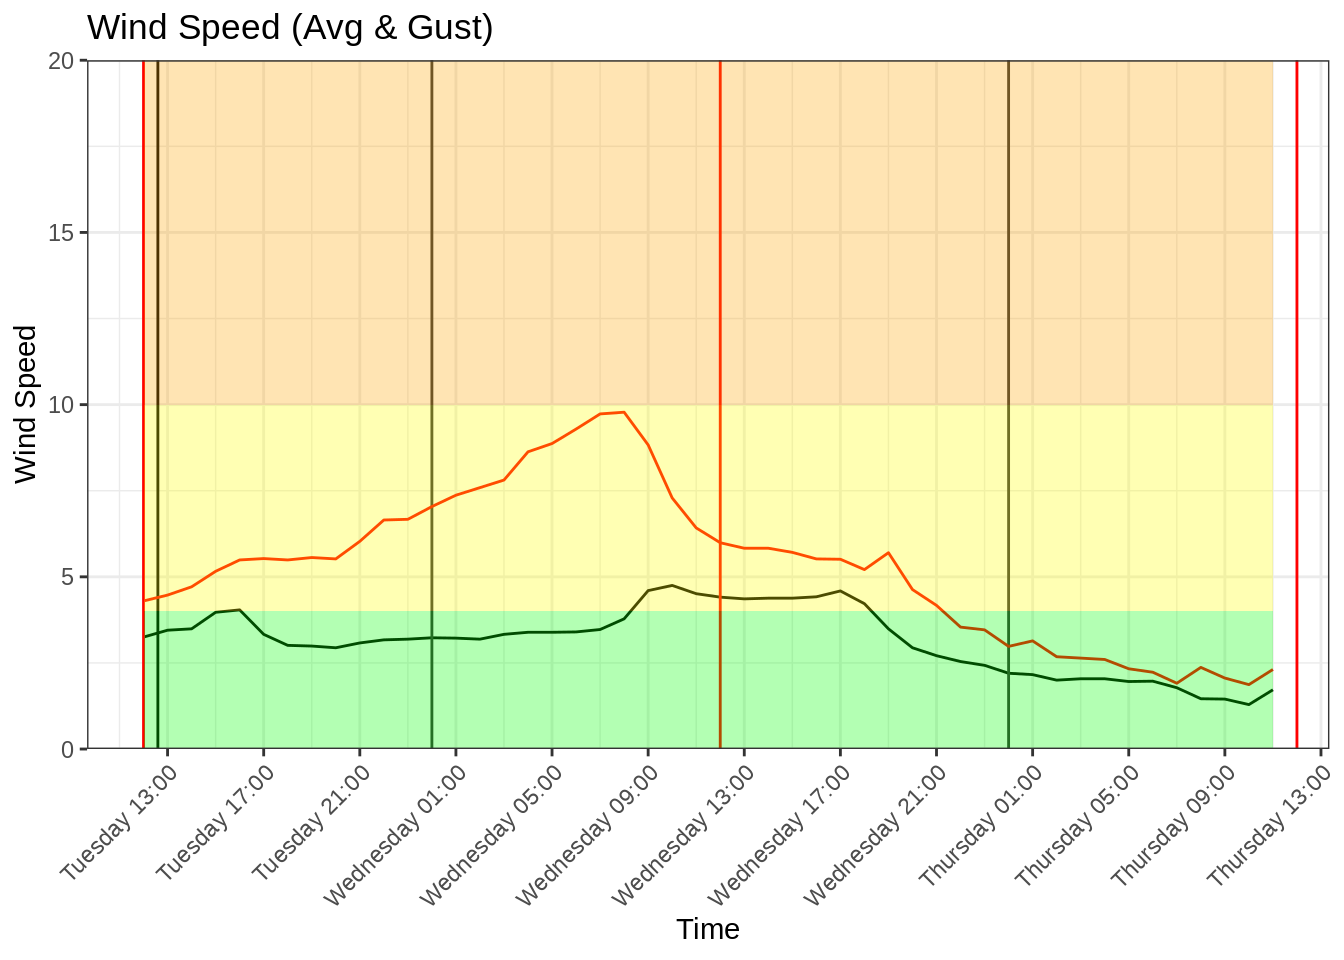 Wind Speed (Avg & Gust)
20
15
10
5
0
Wind Speed
Tuesday 13:00
Tuesday 17:00
Tuesday 21:00
Wednesday 01:00
Wednesday 05:00
Wednesday 09:00
Wednesday 13:00
Wednesday 17:00
Wednesday 21:00
Thursday 01:00
Thursday 05:00
Thursday 09:00
Thursday 13:00
Time